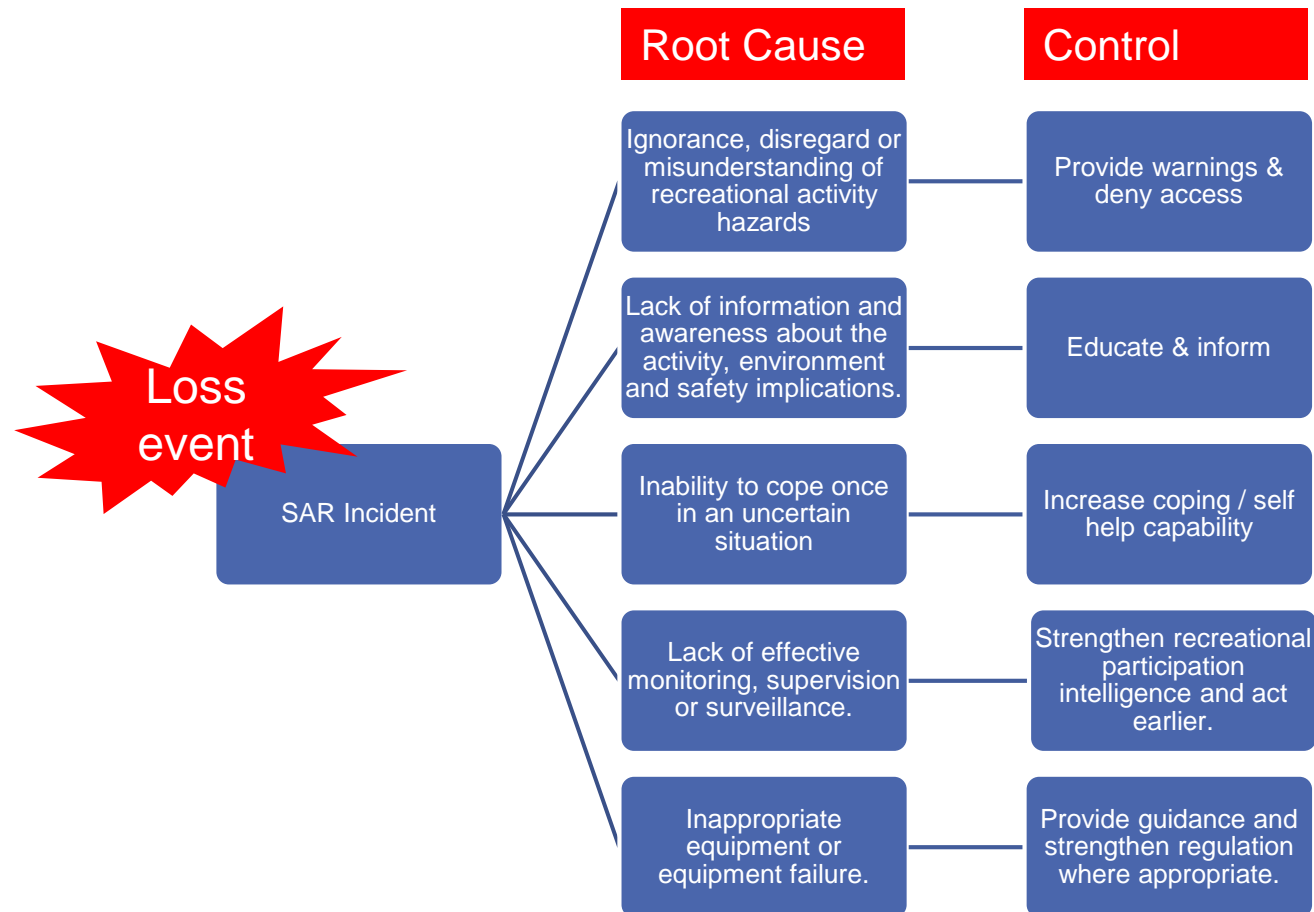 Root Cause
Control
Ignorance, disregard or
misunderstanding of
recreational activity
hazards
Provide warnings &
deny access
Lack of information and
awareness about the
activity, environment
and safety implications.
Educate & inform
Loss
event
SAR Incident
Inability to cope once
in an uncertain
situation
Increase coping / self
help capability
Lack of effective
monitoring, supervision
or surveillance.
Strengthen recreational
participation
intelligence and act
earlier.
Inappropriate
equipment or
equipment failure.
Provide guidance and
strengthen regulation
where appropriate.